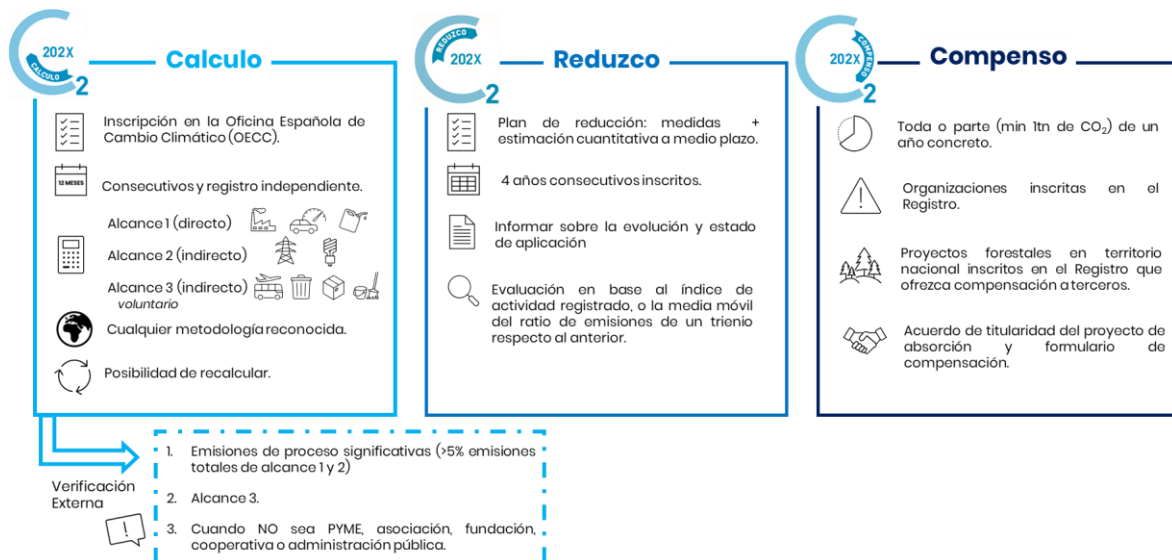 202X
CALCULO
2
Calculo
Inscripción en la Oficina Española de
Cambio Climático (OECC).
12 MESES
Consecutivos y registro independiente.
Alcance 1 (directo)
Alcance 2 (indirecto)
Alcance 3 (indirecto)
voluntario
Cualquier metodología reconocida.
Posibilidad de recalcular.
Verificación
Externa
1. Emisiones de proceso significativas (>5% emisiones
totales de alcance 1 y 2)
2. Alcance 3.
3. Cuando NO sea PYME, asociación, fundación,
cooperativa o administración pública.
REDUZCO
202X
2
Reduzco
Plan de reducción: medidas +
estimación cuantitativa a medio plazo.
4 años consecutivos inscritos.
Informar sobre la evolución y estado
de aplicación
Evaluación en base al índice de
actividad registrado, o la media móvil
del ratio de emisiones de un trienio
respecto al anterior.
202X
COMPENSO
2
Compenso
Toda o parte (min 1tn de CO₂) de un
año concreto.
Organizaciones inscritas en el
Registro.
Proyectos forestales en territorio
nacional inscritos en el Registro que
ofrezca compensación a terceros.
Acuerdo de titularidad del proyecto de
absorción y formulario de
compensación.